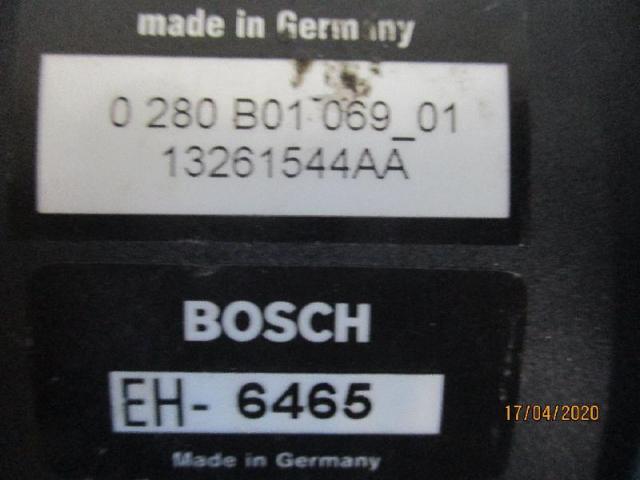 made in Germany
0 280 B01 069_01
13261544AA
BOSCH
EH- 6465
17/04/2020
Made in Germany